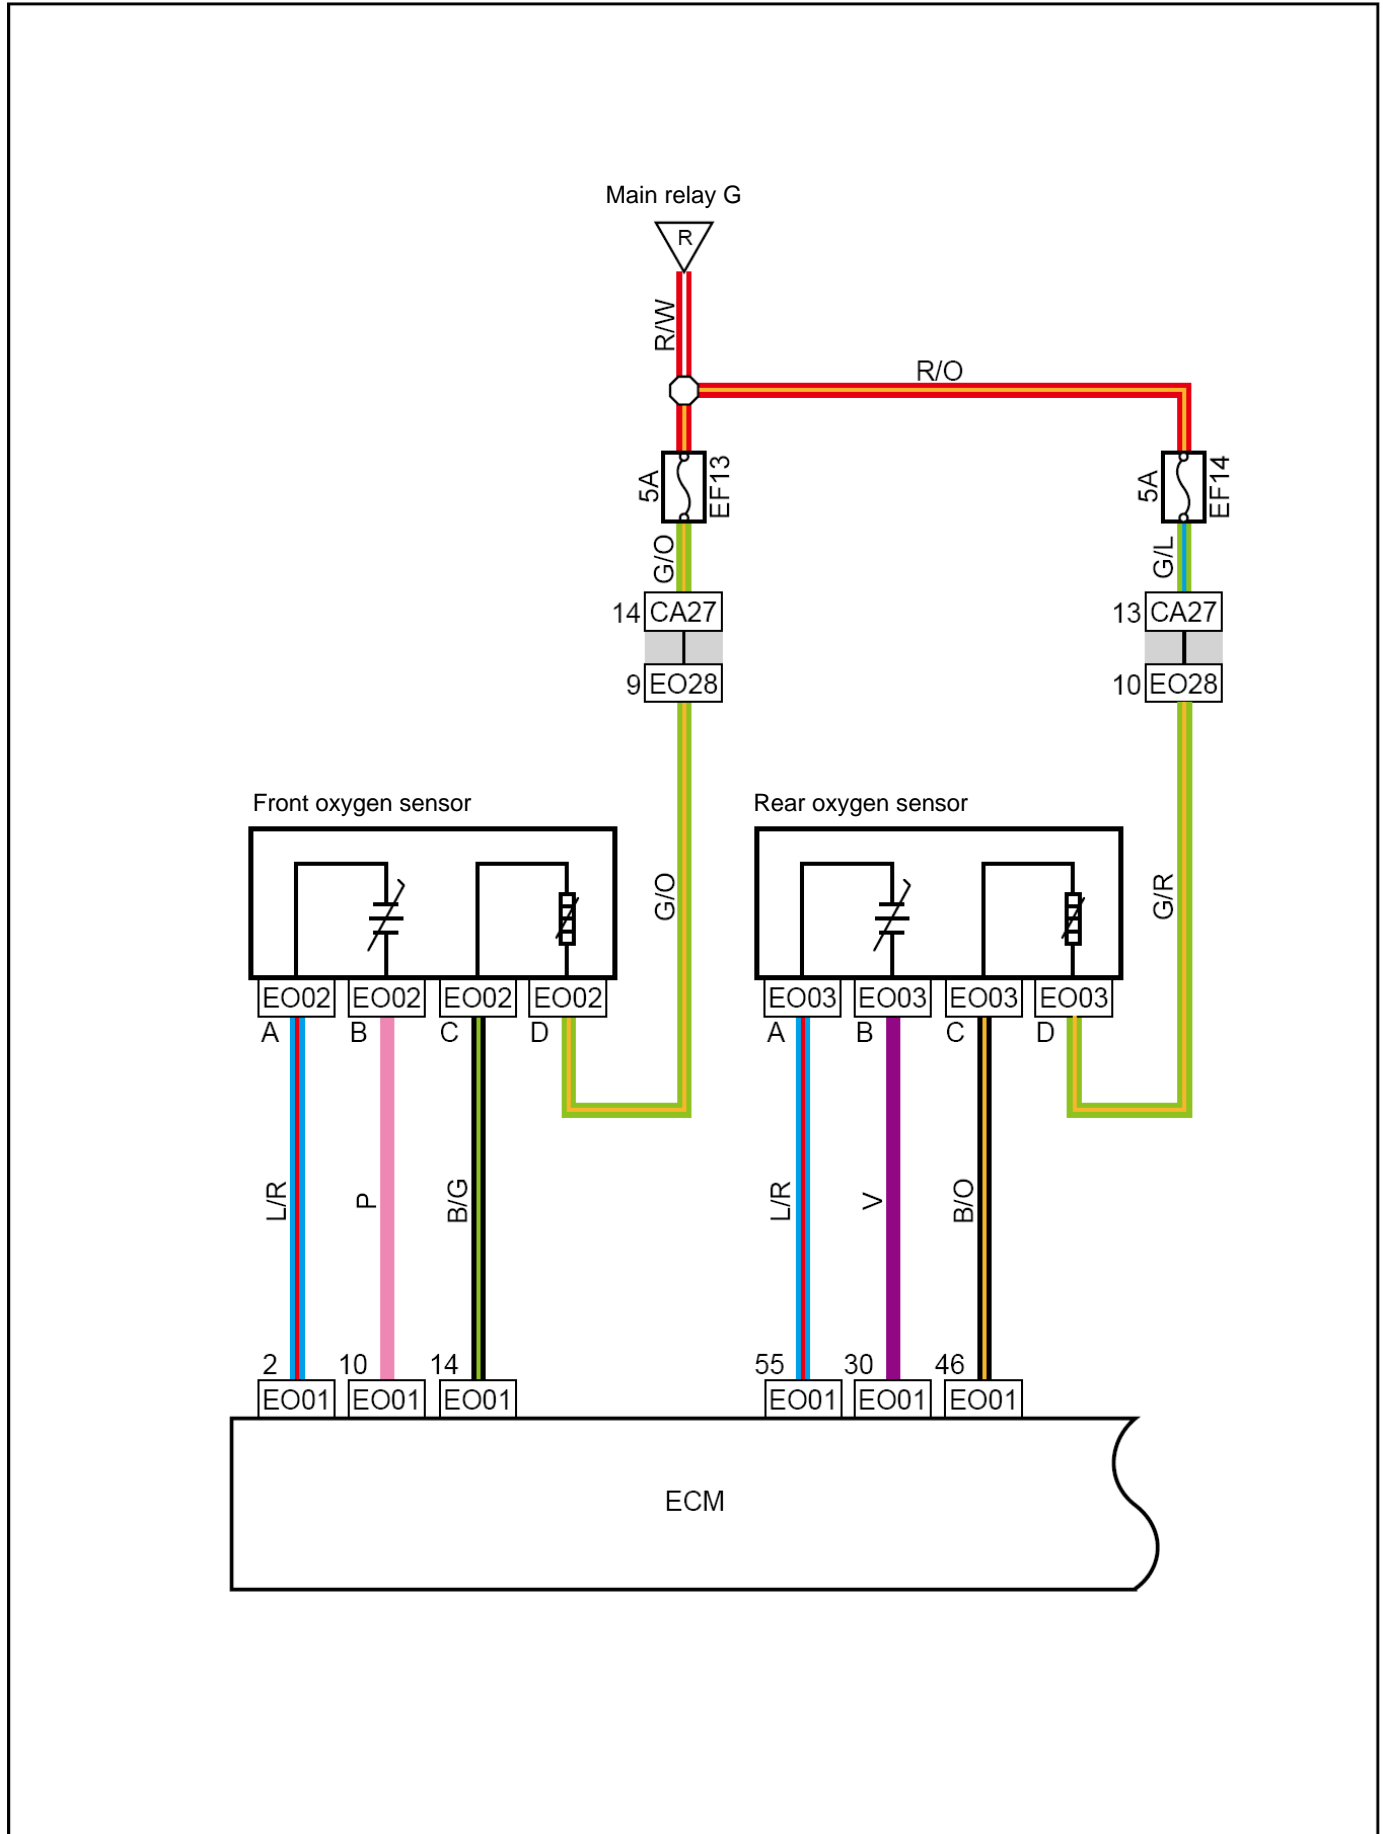 Main relay G
R
R/W
R/O
5A
EF13
5A
EF14
G/O
G/L
14 CA27
13 CA27
9 EO28
10 EO28
Front oxygen sensor
Rear oxygen sensor
G/O
G/R
EO02 EO02 EO02 EO02
EO03 EO03 EO03 EO03
A B C D
A B C D
L/R
P
B/G
L/R
V
B/O
2 10 14
55 30 46
EO01 EO01 EO01
EO01 EO01 EO01
ECM